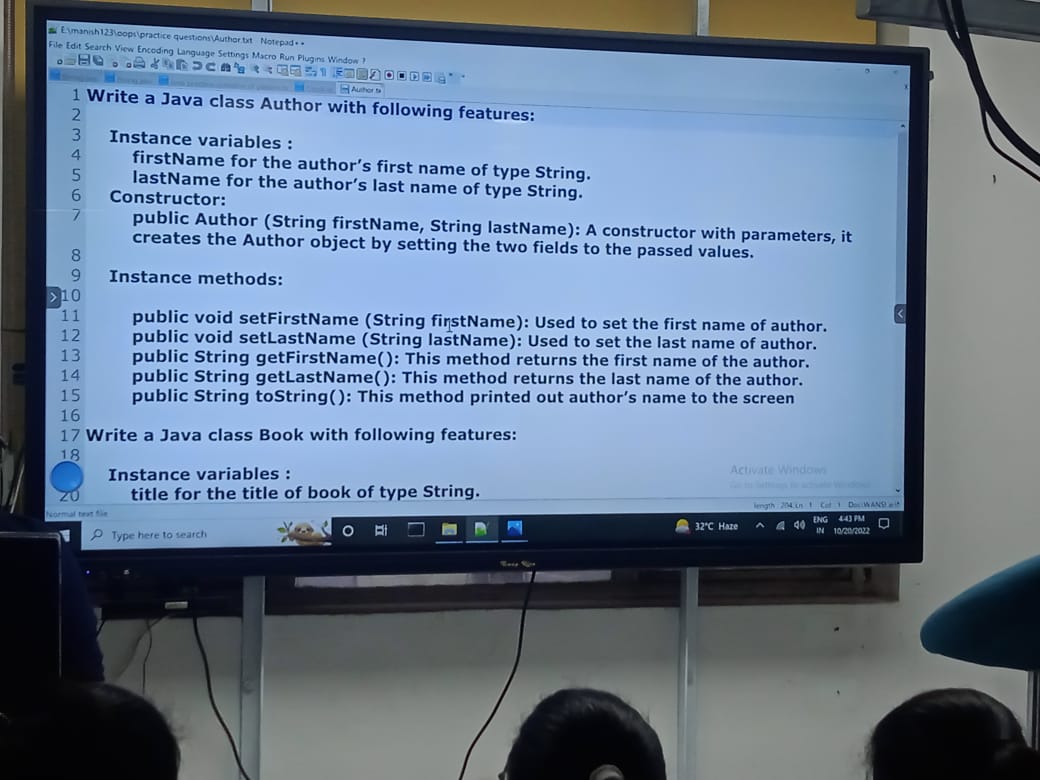 E:\manish123\oops\practice questions\Author.txt - Notepad++
File Edit Search View Encoding Language Settings Macro Run Plugins Window ?
Author.txt
1 Write a Java class Author with following features:
2
3 Instance variables :
4 firstName for the author's first name of type String.
5 lastName for the author's last name of type String.
6 Constructor:
7 public Author (String firstName, String lastName): A constructor with parameters, it
creates the Author object by setting the two fields to the passed values.
8
9 Instance methods:
10
11 public void setFirstName (String firstName): Used to set the first name of author.
12 public void setLastName (String lastName): Used to set the last name of author.
13 public String getFirstName(): This method returns the first name of the author.
14 public String getLastName(): This method returns the last name of the author.
15 public String toString(): This method printed out author's name to the screen
16
17 Write a Java class Book with following features:
18
Instance variables :
20 title for the title of book of type String.
Activate Windows
Go to Settings to activate Windows.
Normal text file
Ln : 1 Col : 1
Type here to search
32°C Haze
ENG
IN
4:43 PM
10/20/2022